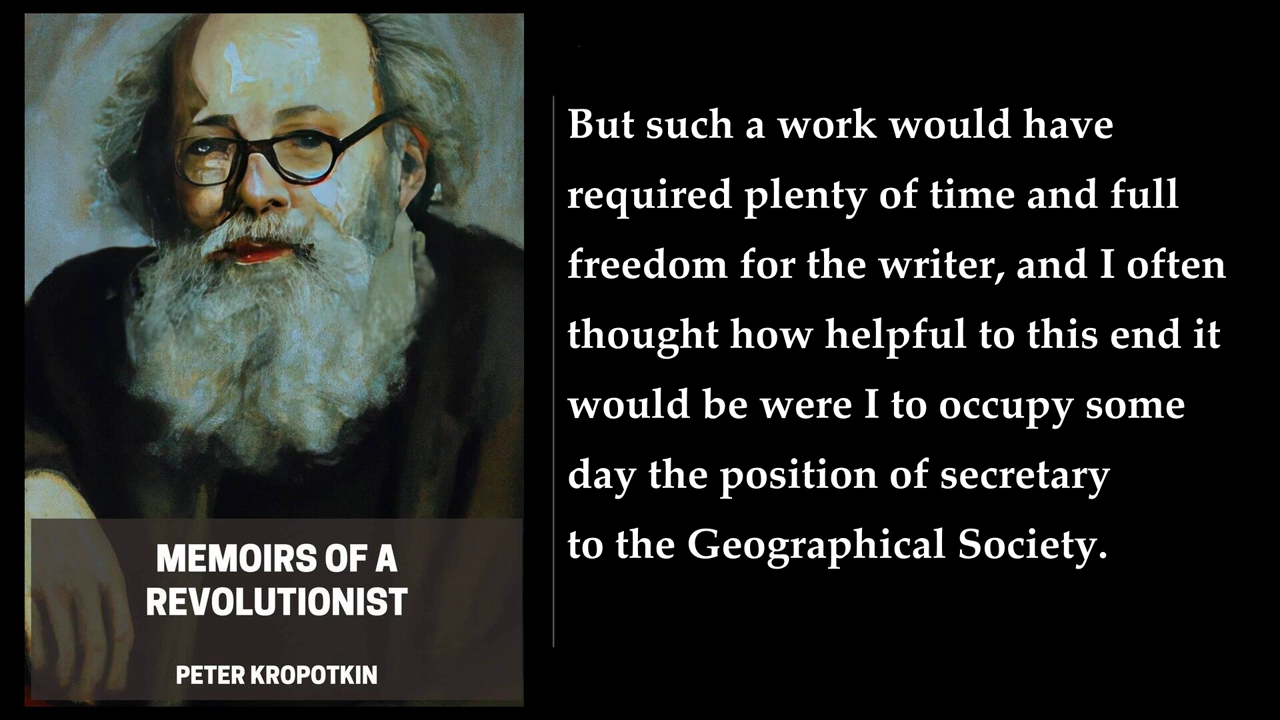 MEMOIRS OF A
REVOLUTIONIST
PETER KROPOTKIN
But such a work would have
required plenty of time and full
freedom for the writer, and I often
thought how helpful to this end it
would be were I to occupy some
day the position of secretary
to the Geographical Society.